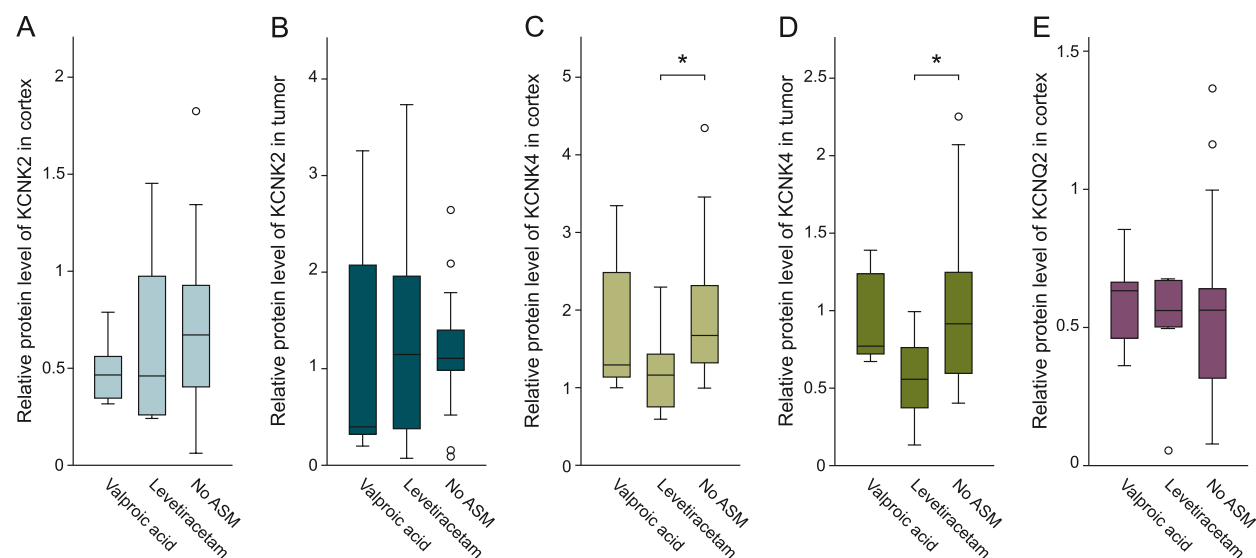 A
Relative protein level of KCNK2 in cortex
2
1.5
1
0.5
0
Valproic acid
Levetiracetam
No ASM
B
Relative protein level of KCNK2 in tumor
4
3
2
1
0
Valproic acid
Levetiracetam
No ASM
C
Relative protein level of KCNK4 in cortex
5
4
3
2
1
0
*
Valproic acid
Levetiracetam
No ASM
D
Relative protein level of KCNK4 in tumor
2.5
2
1.5
1
0.5
0
*
Valproic acid
Levetiracetam
No ASM
E
Relative protein level of KCNQ2 in cortex
1.5
1
0.5
0
Valproic acid
Levetiracetam
No ASM